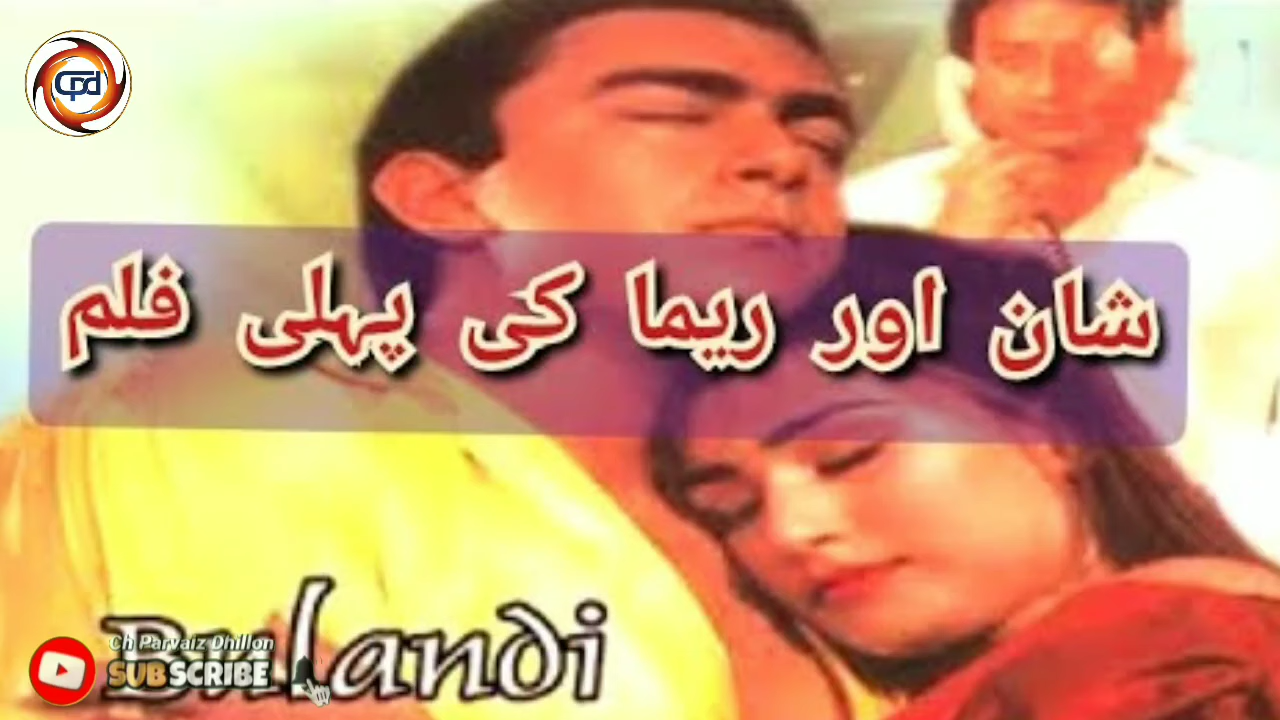 cpd
شان اور ریما کی پہلی فلم
Bulandi
Ch Parvaiz Dhillon
SUBSCRIBE